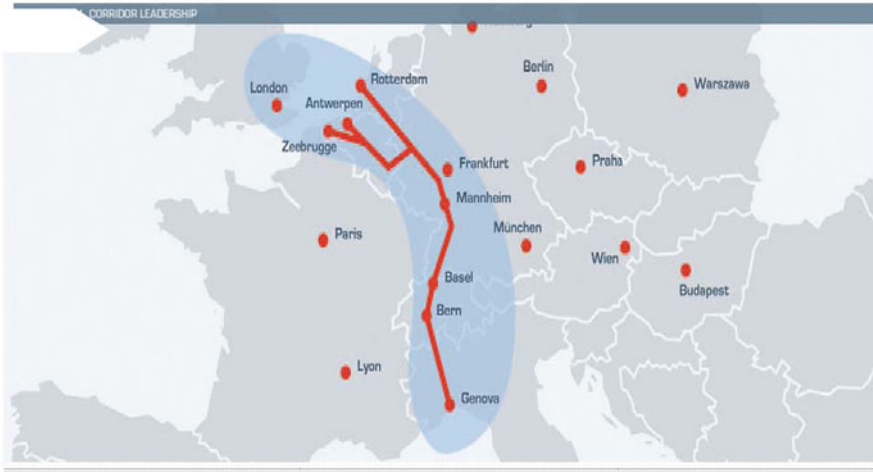 CORRIDOR LEADERSHIP
Rotterdam
Berlin
London
Antwerpen
Warszawa
Zeebrugge
Frankfurt
Praha
Mannheim
Paris
München
Wien
Basel
Budapest
Bern
Lyon
Genova